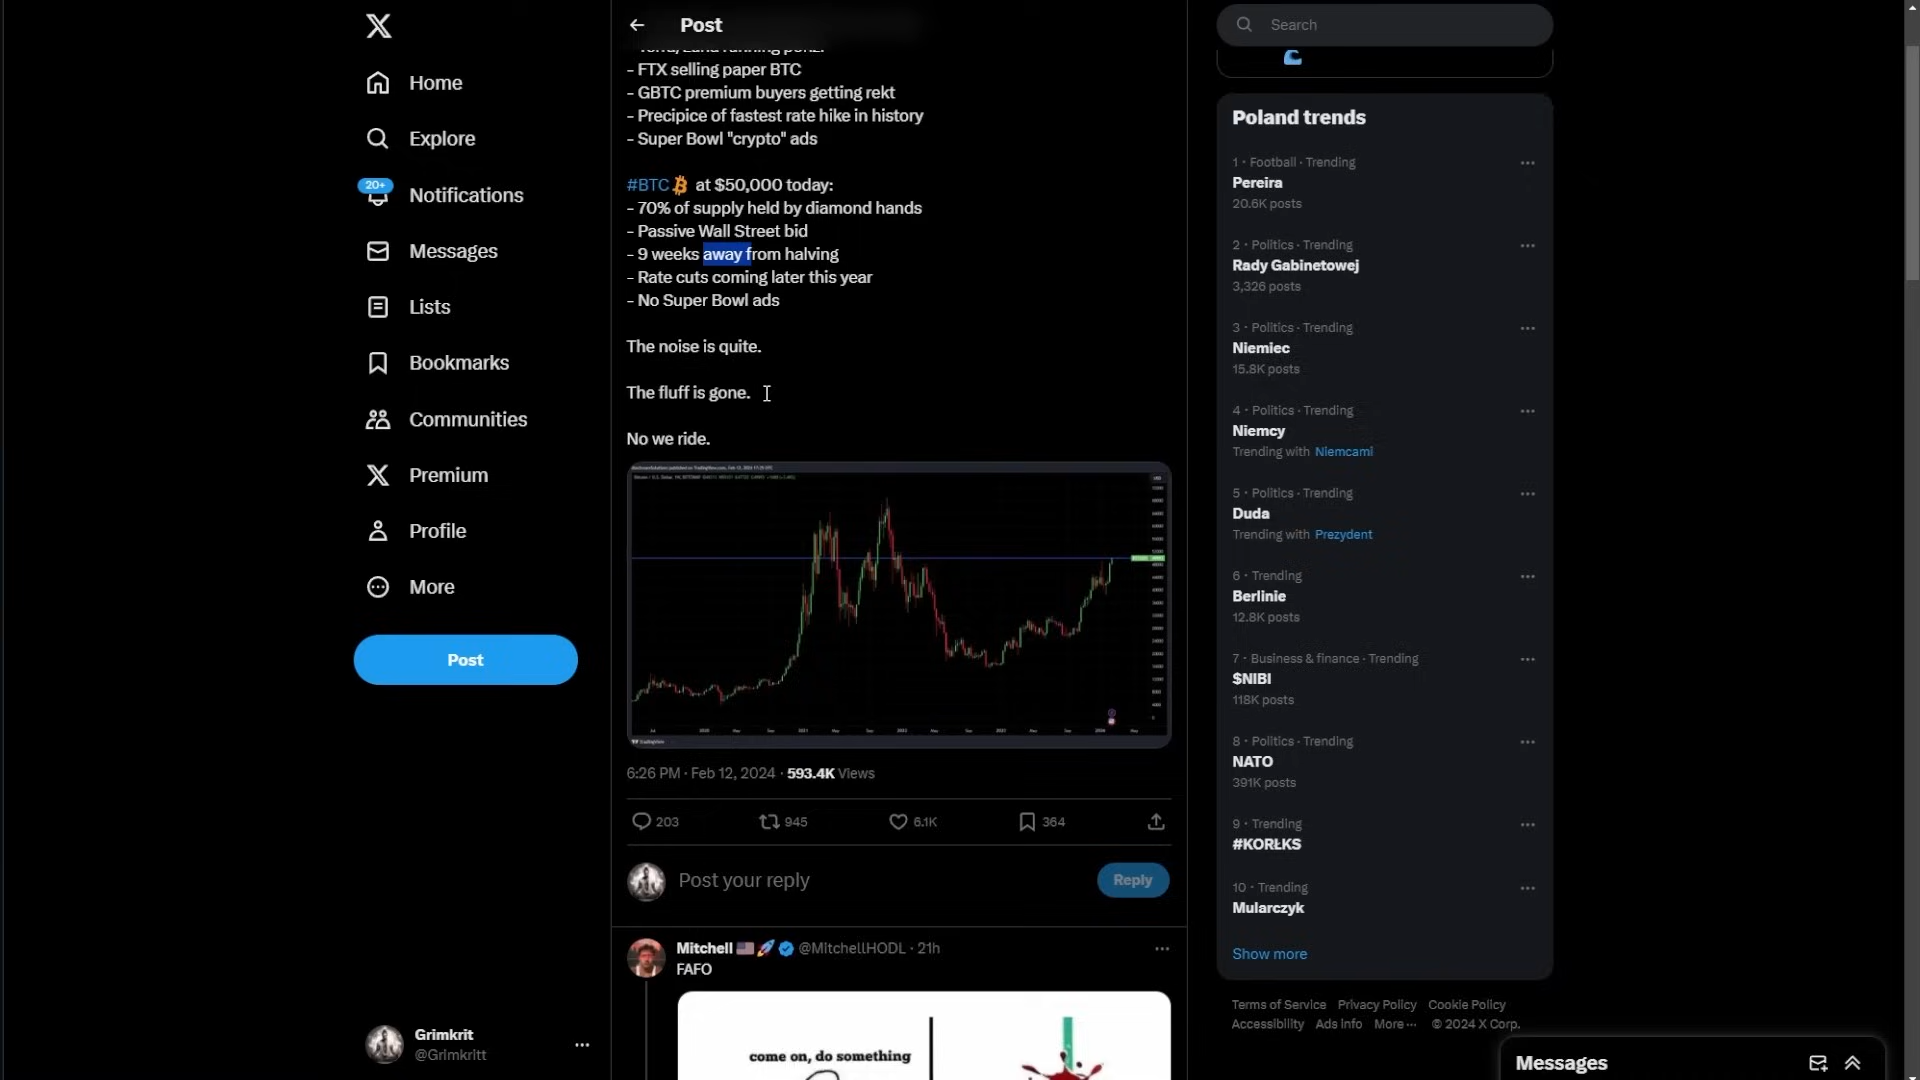 Post
Search
Home
Explore
20+
Notifications
Messages
Lists
Bookmarks
Communities
Premium
Profile
More
Post
Grimkrit
@Grimkritt
- FTX selling paper BTC
- GBTC premium buyers getting rekt
- Precipice of fastest rate hike in history
- Super Bowl "crypto" ads
#BTC at $50,000 today:
- 70% of supply held by diamond hands
- Passive Wall Street bid
- 9 weeks away from halving
- Rate cuts coming later this year
- No Super Bowl ads
The noise is quite.
The fluff is gone.
No we ride.
TradingView
6:26 PM · Feb 12, 2024 · 593.4K Views
203 945 6.1K 364
Post your reply
Reply
Mitchell @MitchellHODL · 21h
FAFO
come on, do something
Poland trends
1 · Football · Trending
Pereira
20.6K posts
2 · Politics · Trending
Rady Gabinetowej
3,326 posts
3 · Politics · Trending
Niemiec
15.8K posts
4 · Politics · Trending
Niemcy
Trending with Niemcami
5 · Politics · Trending
Duda
Trending with Prezydent
6 · Trending
Berlinie
12.8K posts
7 · Business & finance · Trending
$NIBI
118K posts
8 · Politics · Trending
NATO
391K posts
9 · Trending
#KORŁKS
10 · Trending
Mularczyk
Show more
Terms of Service Privacy Policy Cookie Policy
Accessibility Ads info More ··· © 2024 X Corp.
Messages